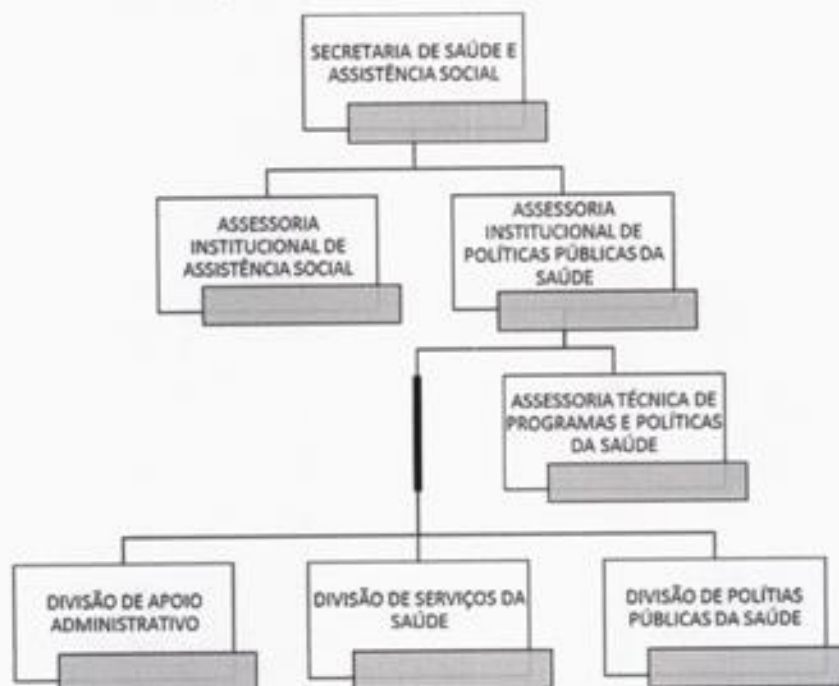 SECRETARIA DE SAÚDE E
ASSISTÊNCIA SOCIAL
ASSESSORIA
INSTITUCIONAL DE
ASSISTÊNCIA SOCIAL
ASSESSORIA
INSTITUCIONAL DE
POLÍTICAS PÚBLICAS DA
SAÚDE
ASSESSORIA TÉCNICA DE
PROGRAMAS E POLÍTICAS
DA SAÚDE
DIVISÃO DE APOIO
ADMINISTRATIVO
DIVISÃO DE SERVIÇOS DA
SAÚDE
DIVISÃO DE POLÍTIAS
PÚBLICAS DA SAÚDE